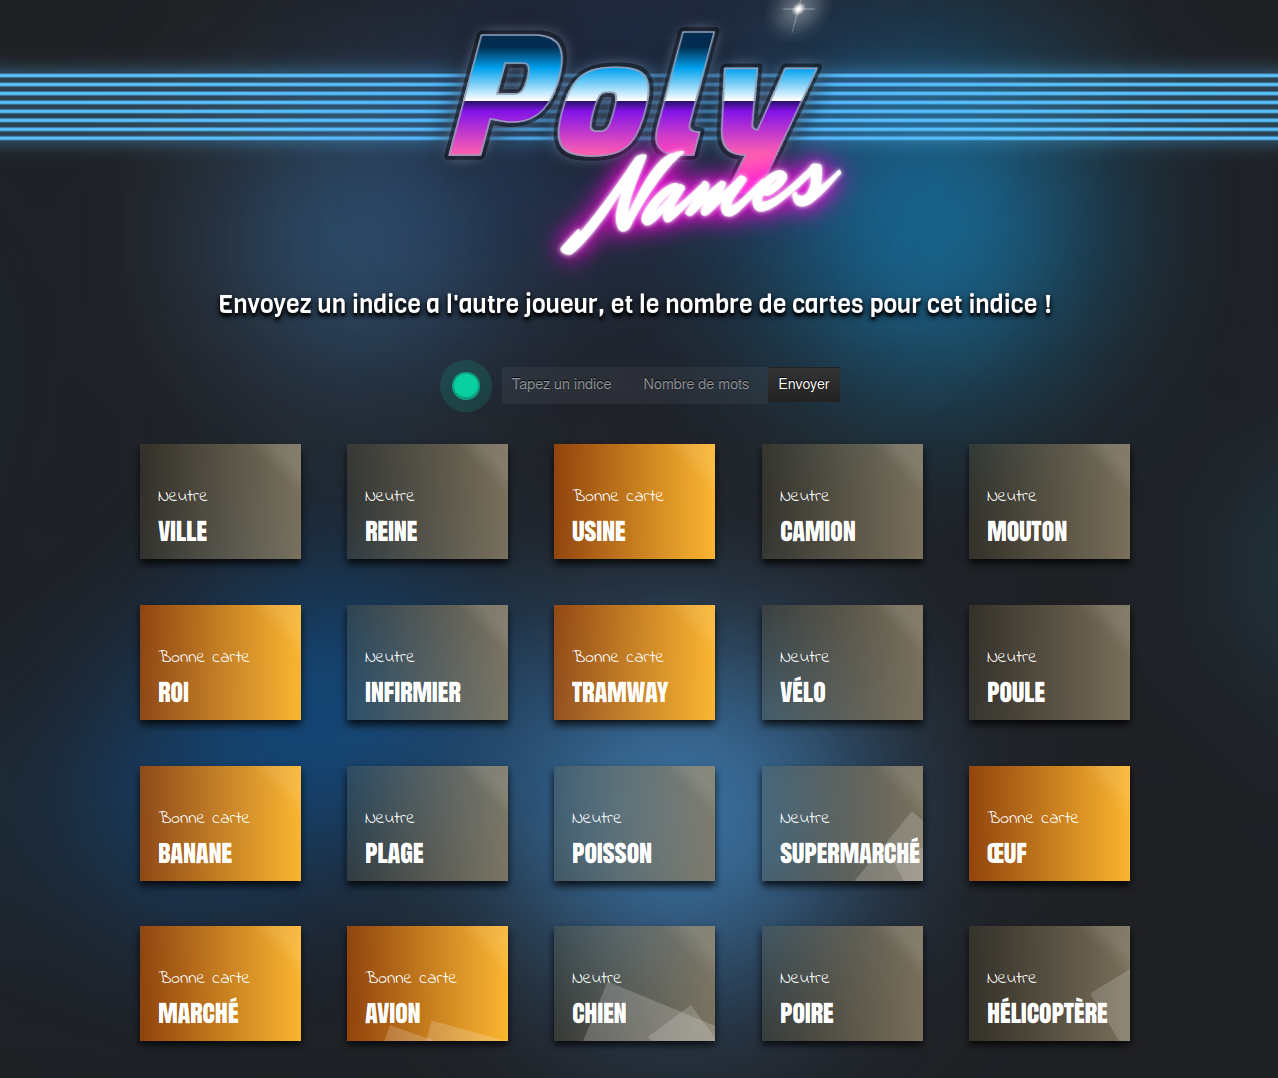 Poly
Names
Envoyez un indice a l'autre joueur, et le nombre de cartes pour cet indice !
Tapez un indice Nombre de mots Envoyer
Neutre
VILLE
Neutre
REINE
Bonne carte
USINE
Neutre
CAMION
Neutre
MOUTON
Bonne carte
ROI
Neutre
INFIRMIER
Bonne carte
TRAMWAY
Neutre
VÉLO
Neutre
POULE
Bonne carte
BANANE
Neutre
PLAGE
Neutre
POISSON
Neutre
SUPERMARCHÉ
Bonne carte
ŒUF
Bonne carte
MARCHÉ
Bonne carte
AVION
Neutre
CHIEN
Neutre
POIRE
Neutre
HÉLICOPTÈRE